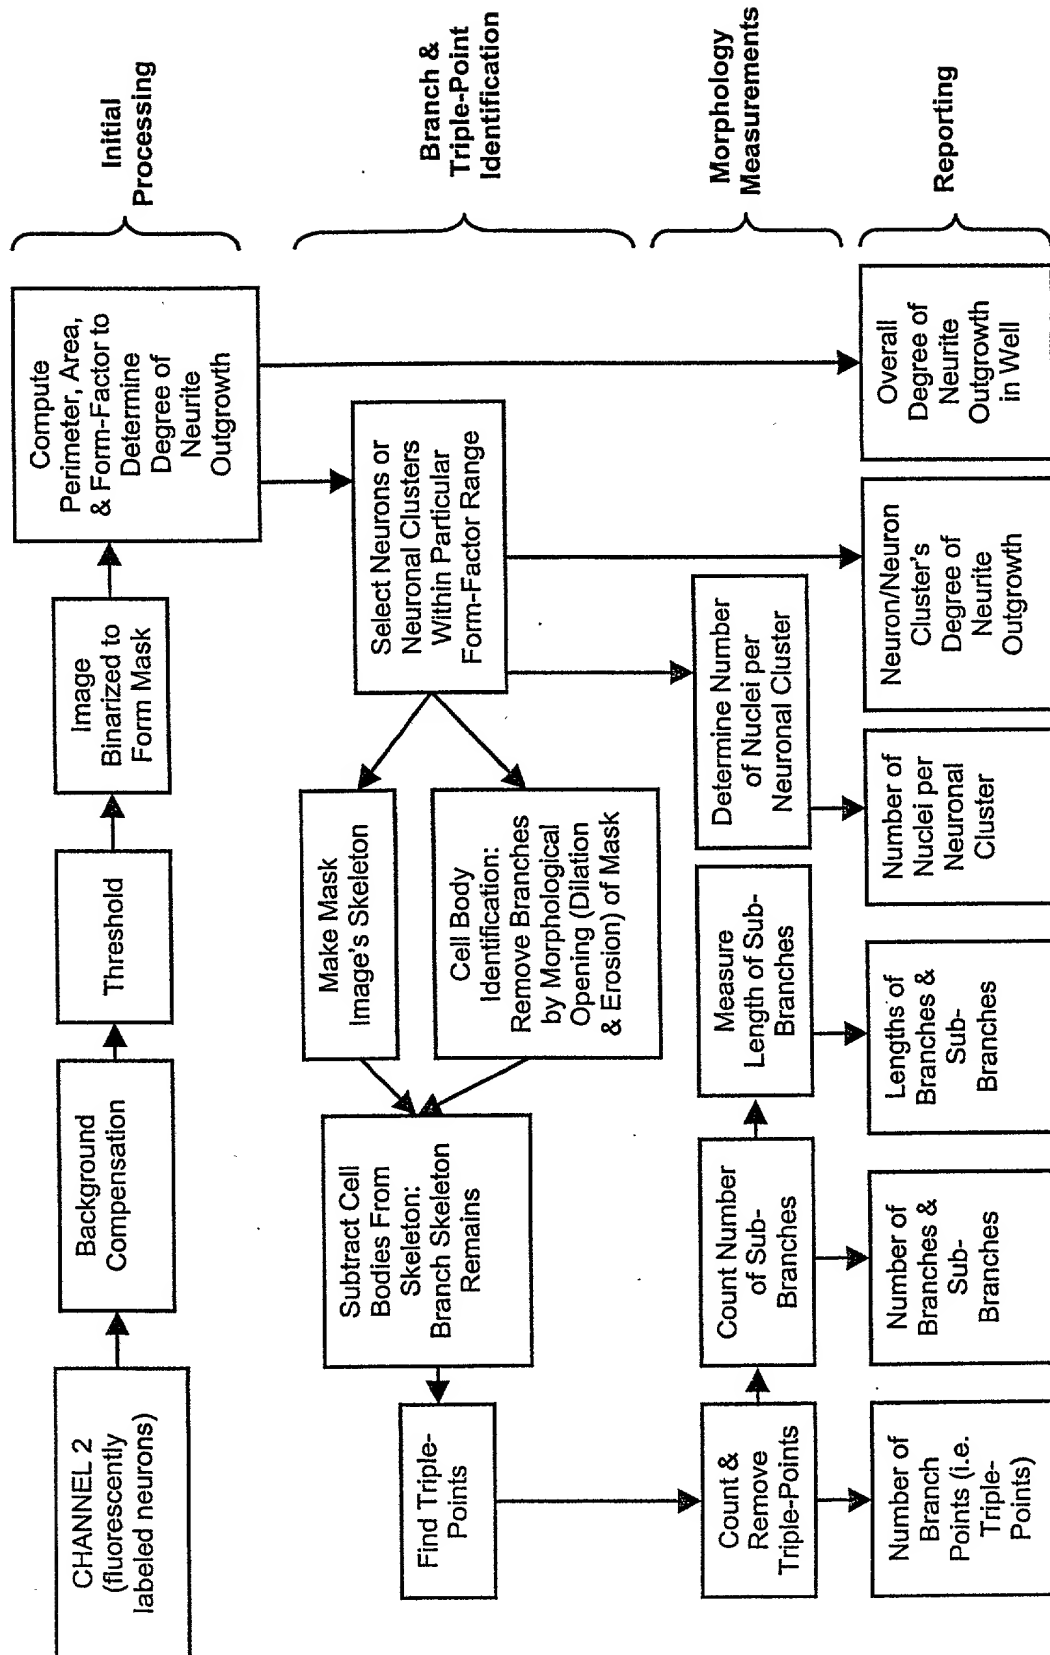 CHANNEL 2
(fluorescently
labeled neurons)
Background
Compensation
Threshold
Image
Binarized to
Form Mask
Compute
Perimeter, Area,
& Form-Factor to
Determine
Degree of
Neurite
Outgrowth
Initial
Processing
Find Triple-
Points
Subtract Cell
Bodies From
Skeleton:
Branch Skeleton
Remains
Make Mask
Image's Skeleton
Cell Body
Identification:
Remove Branches
by Morphological
Opening (Dilation
& Erosion) of Mask
Select Neurons or
Neuronal Clusters
Within Particular
Form-Factor Range
Branch &
Triple-Point
Identification
Count &
Remove
Triple-Points
Count Number
of Sub-
Branches
Measure
Length of Sub-
Branches
Determine Number
of Nuclei per
Neuronal Cluster
Morphology
Measurements
Number of
Branch
Points (i.e.
Triple-
Points)
Number of
Branches &
Sub-
Branches
Lengths of
Branches &
Sub-
Branches
Number of
Nuclei per
Neuronal
Cluster
Neuron/Neuron
Cluster's
Degree of
Neurite
Outgrowth
Overall
Degree of
Neurite
Outgrowth
in Well
Reporting